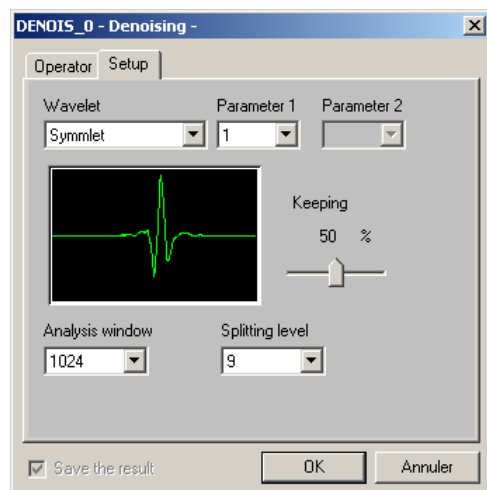 DENOIS_0 - Denoising -
Operator Setup
Wavelet Parameter 1 Parameter 2
Symmlet 1
Keeping
50 %
Analysis window Splitting level
1024 9
Save the result OK Annuler